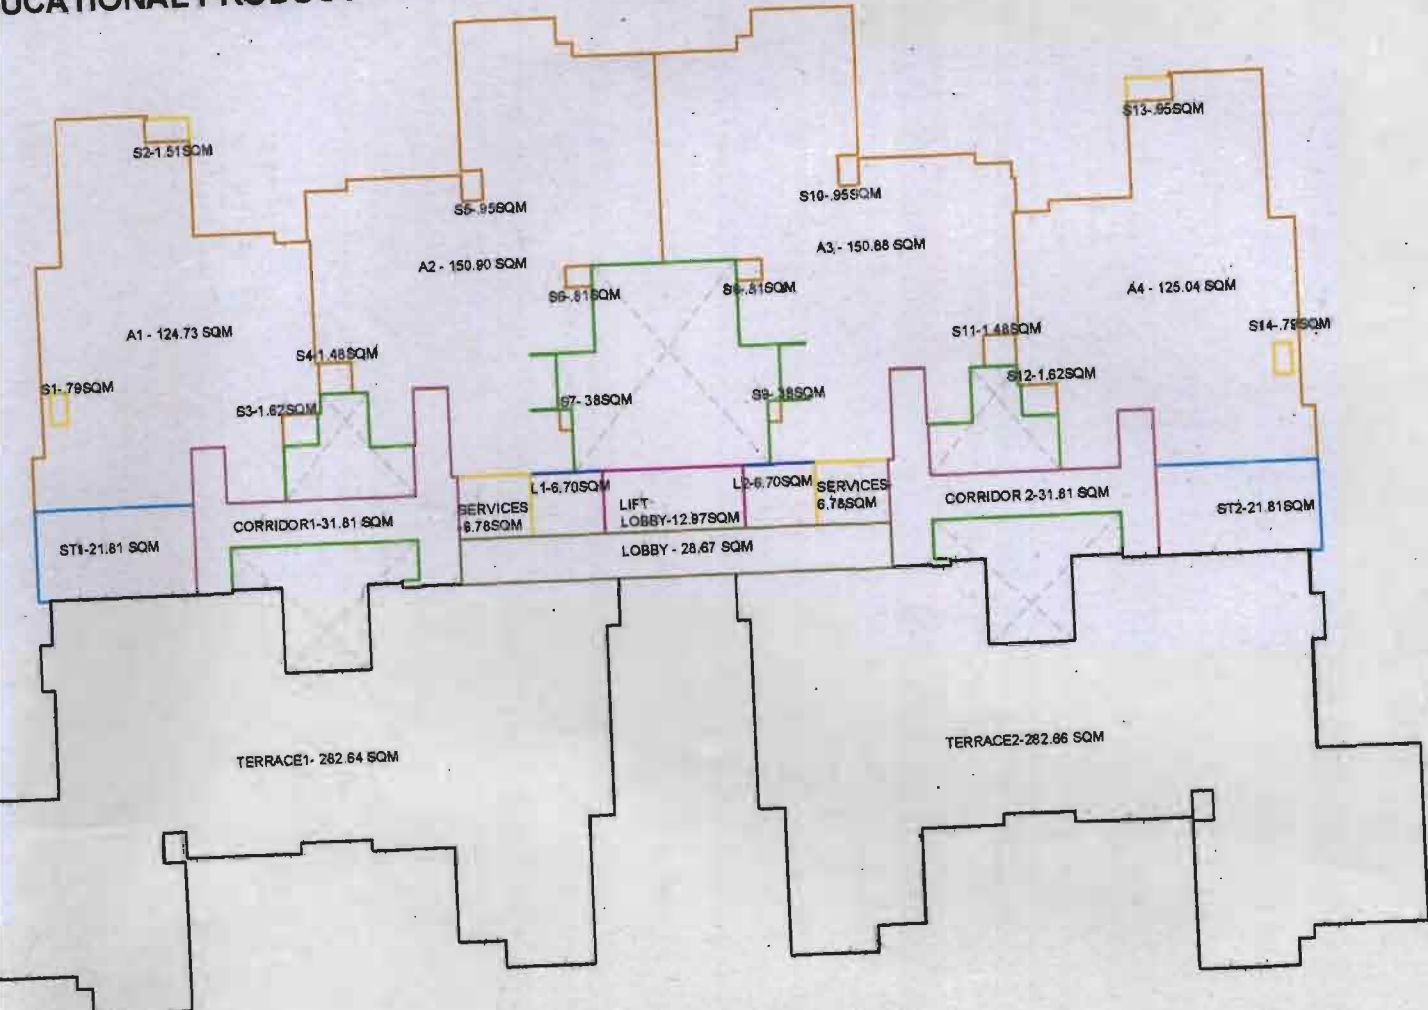 S13-.95SQM
S2-1.51SQM
S10-.95SQM
S5-.95SQM
A3,- 150.88 SQM
A2 - 150.90 SQM
A4 - 125.04 SQM
S6-.81SQM
S8-.81SQM
A1 - 124.73 SQM
S11-1.48SQM
S14-.79SQM
S4-1.48SQM
S12-1.62SQM
S1-.79SQM
S7-.38SQM
S9-.38SQM
S3-1.62SQM
L1-6.70SQM
L2-6.70SQM
SERVICES
6.78SQM
CORRIDOR 2-31.81 SQM
ST2-21.81SQM
SERVICES
6.78SQM
LIFT
LOBBY-12.97SQM
CORRIDOR1-31.81 SQM
ST1-21.81 SQM
LOBBY - 28.67 SQM
TERRACE2-282.66 SQM
TERRACE1- 282.64 SQM